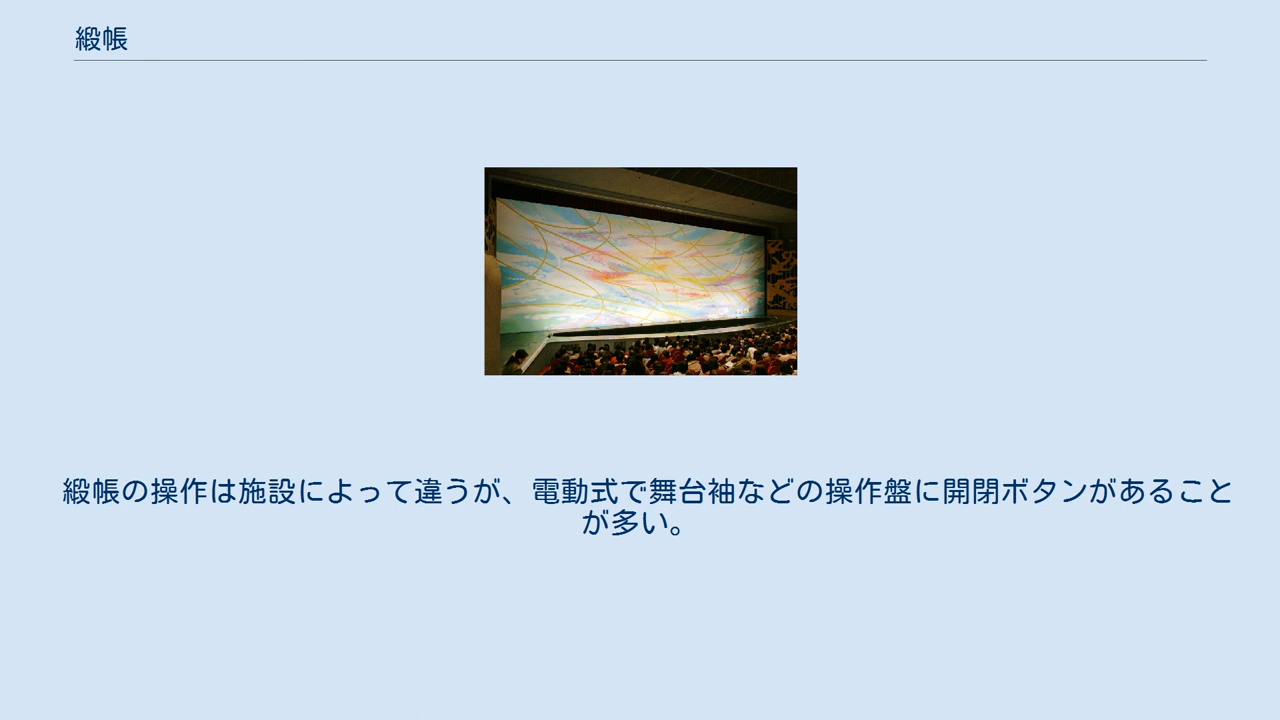 緞帳
緞帳の操作は施設によって違うが、電動式で舞台袖などの操作盤に開閉ボタンがあること
が多い。